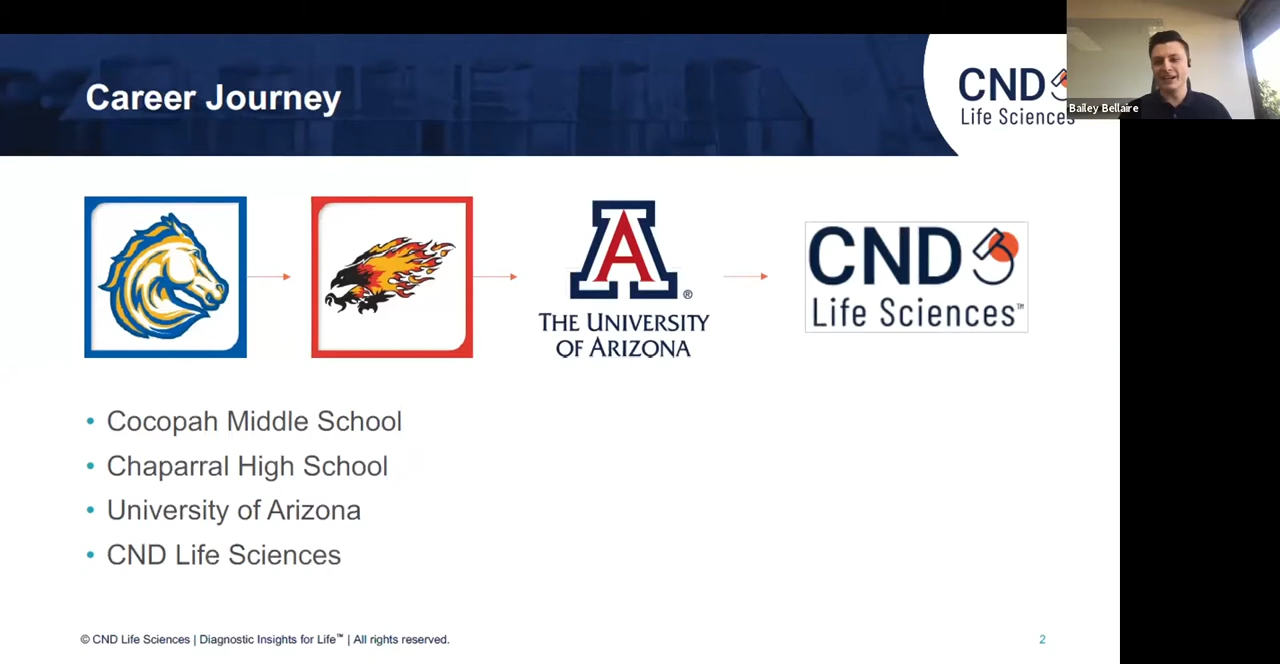 Career Journey
CND
Life Sciences
Bailey Bellaire
A
®
THE UNIVERSITY
OF ARIZONA
CND
Life Sciences™
• Cocopah Middle School
• Chaparral High School
• University of Arizona
• CND Life Sciences
© CND Life Sciences | Diagnostic Insights for Life™ | All rights reserved.
2